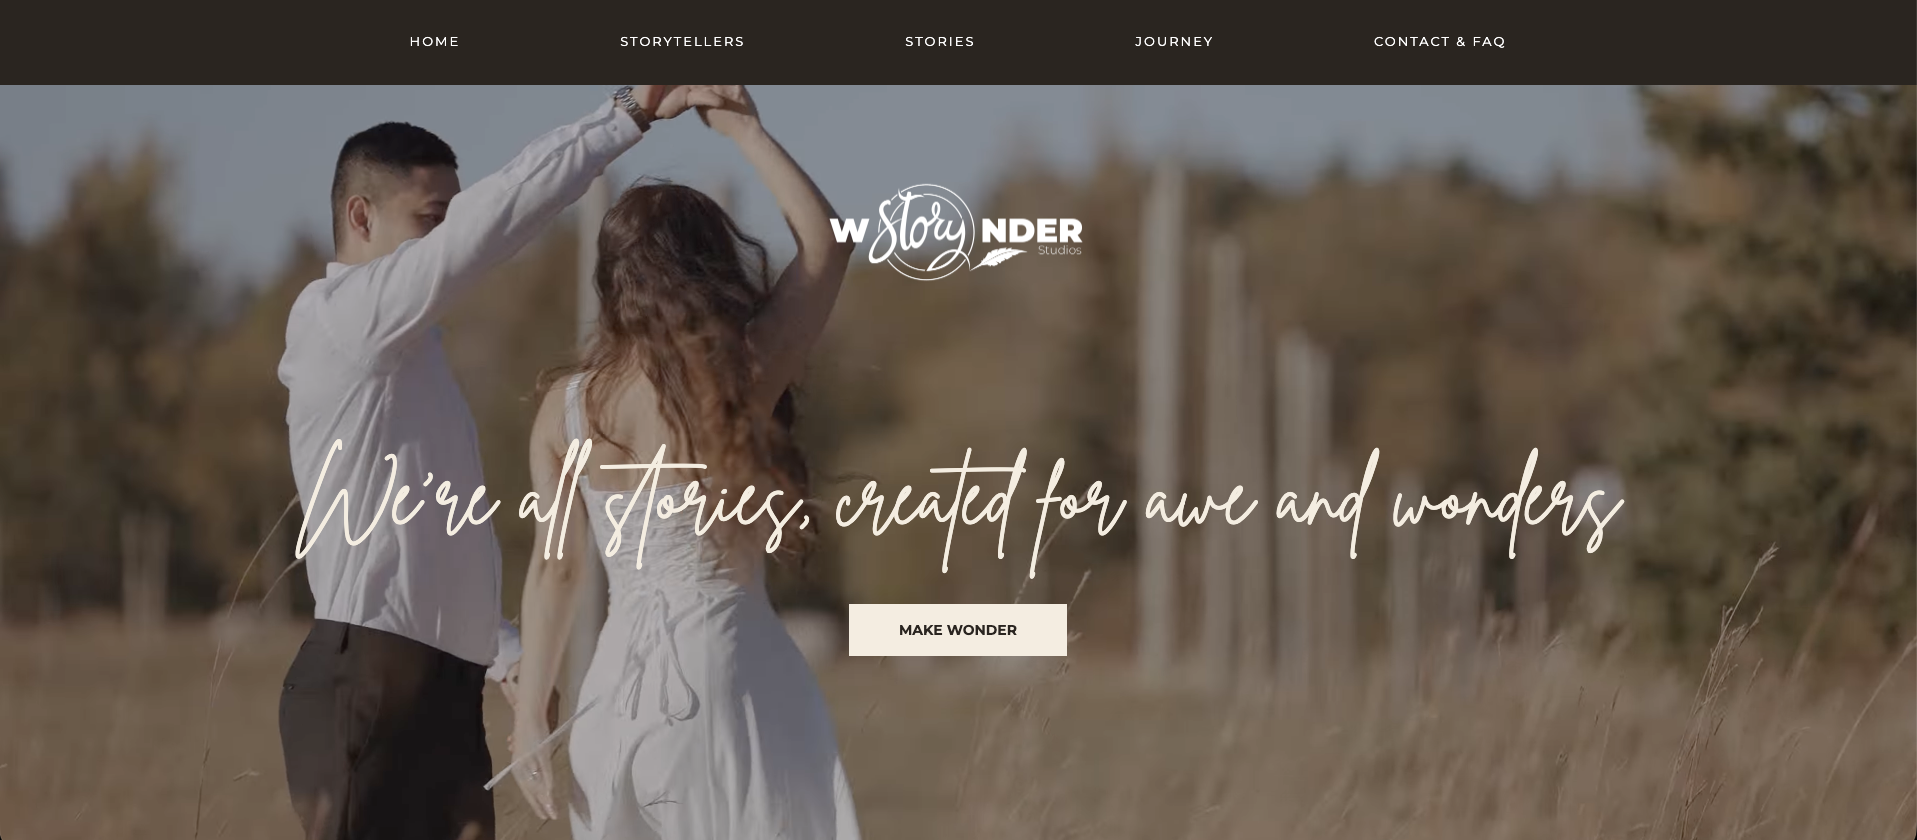 HOME STORYTELLERS STORIES JOURNEY CONTACT & FAQ
W Story NDER
Studios
We're all stories, created for awe and wonders
MAKE WONDER